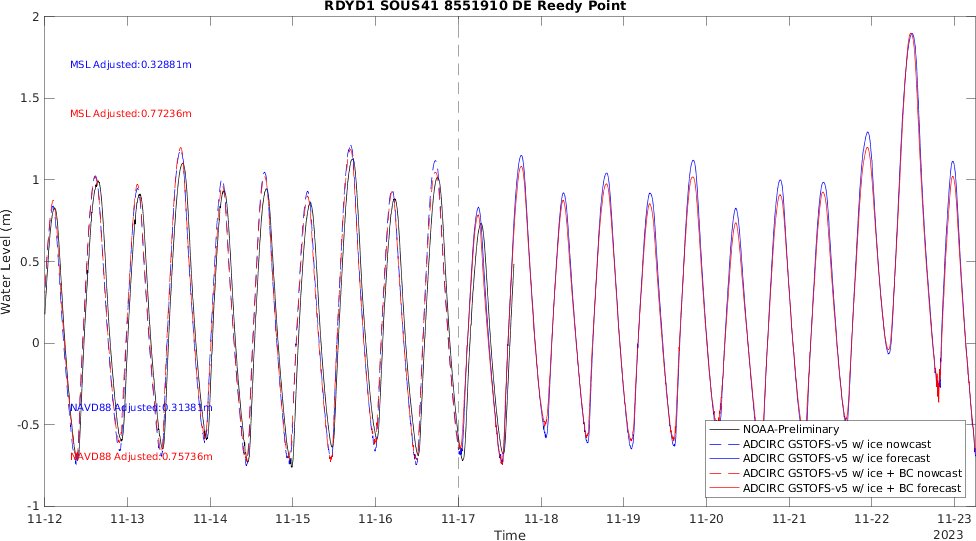 RDYD1 SOUS41 8551910 DE Reedy Point
2
1.5
1
0.5
0
-0.5
-1
Water Level (m)
MSL Adjusted:0.32881m
MSL Adjusted:0.77236m
NAVD88 Adjusted:0.31381m
NAVD88 Adjusted:0.75736m
NOAA-Preliminary
ADCIRC GSTOFS-v5 w/ ice nowcast
ADCIRC GSTOFS-v5 w/ ice forecast
ADCIRC GSTOFS-v5 w/ ice + BC nowcast
ADCIRC GSTOFS-v5 w/ ice + BC forecast
11-12 11-13 11-14 11-15 11-16 11-17 11-18 11-19 11-20 11-21 11-22 11-23
Time
2023